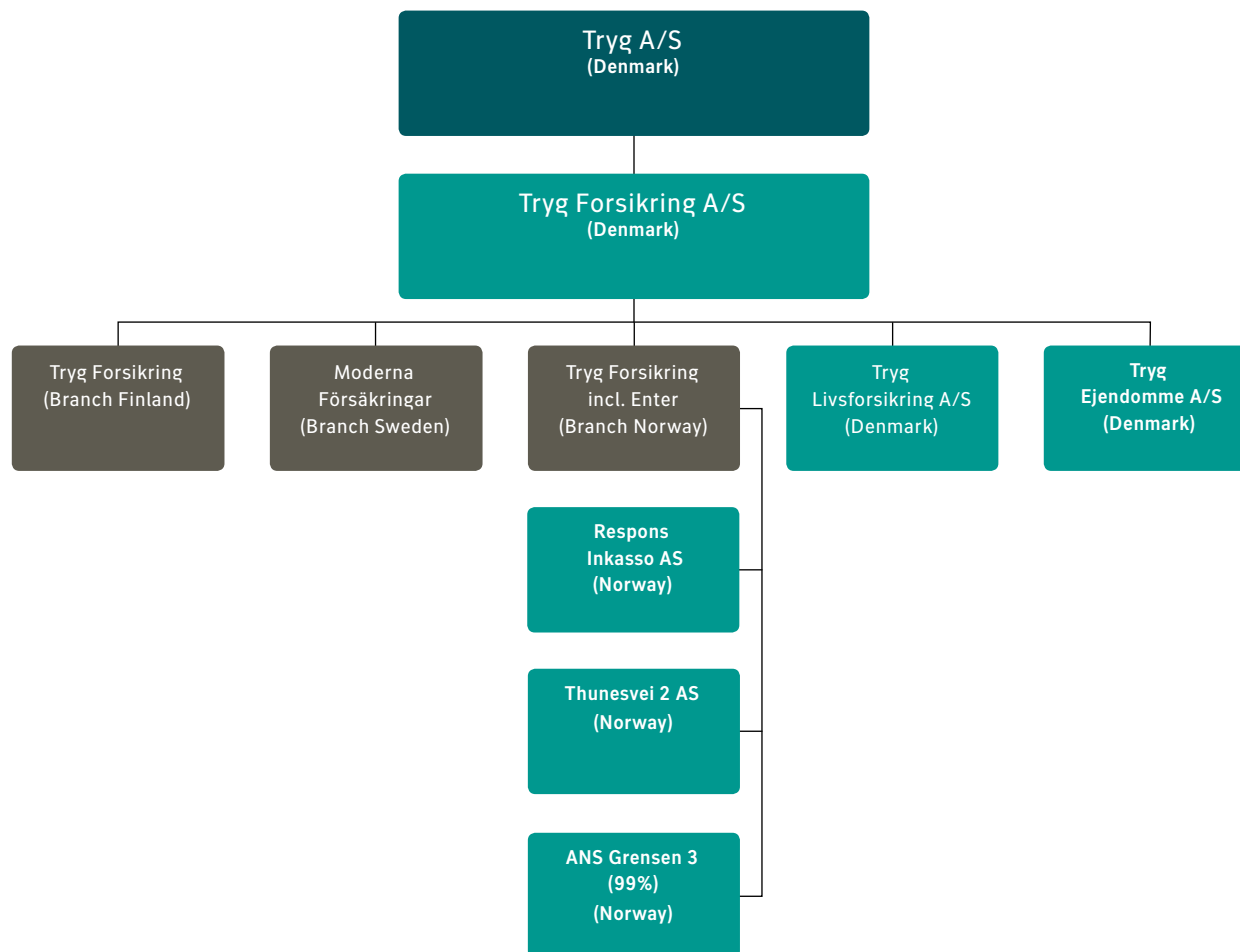 Tryg A/S
(Denmark)
Tryg Forsikring A/S
(Denmark)
Tryg Forsikring
(Branch Finland)
Moderna
Försäkringar
(Branch Sweden)
Tryg Forsikring
incl. Enter
(Branch Norway)
Tryg
Livsforsikring A/S
(Denmark)
Tryg
Ejendomme A/S
(Denmark)
Respons
Inkasso AS
(Norway)
Thunesvei 2 AS
(Norway)
ANS Grensen 3
(99%)
(Norway)